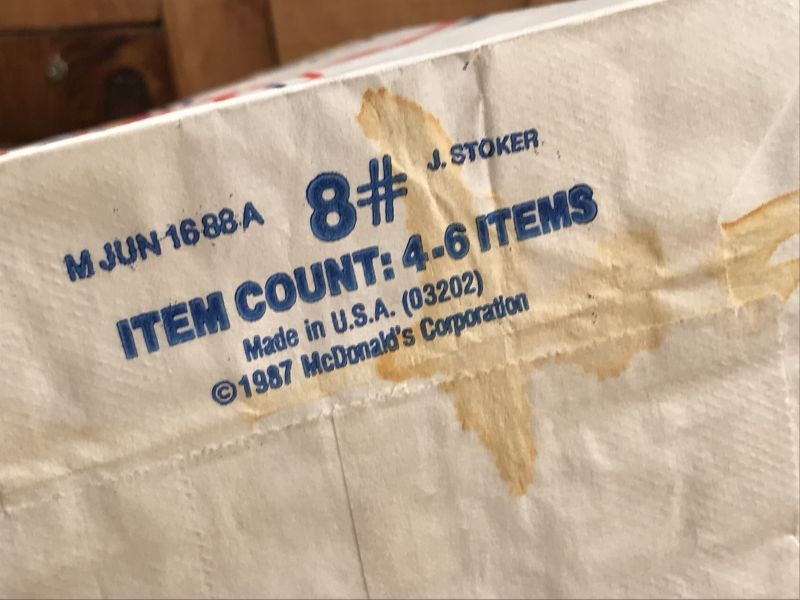 M JUN 16 88 A
8#
J. STOKER
ITEM COUNT: 4-6 ITEMS
Made in U.S.A. (03202)
©1987 McDonald's Corporation